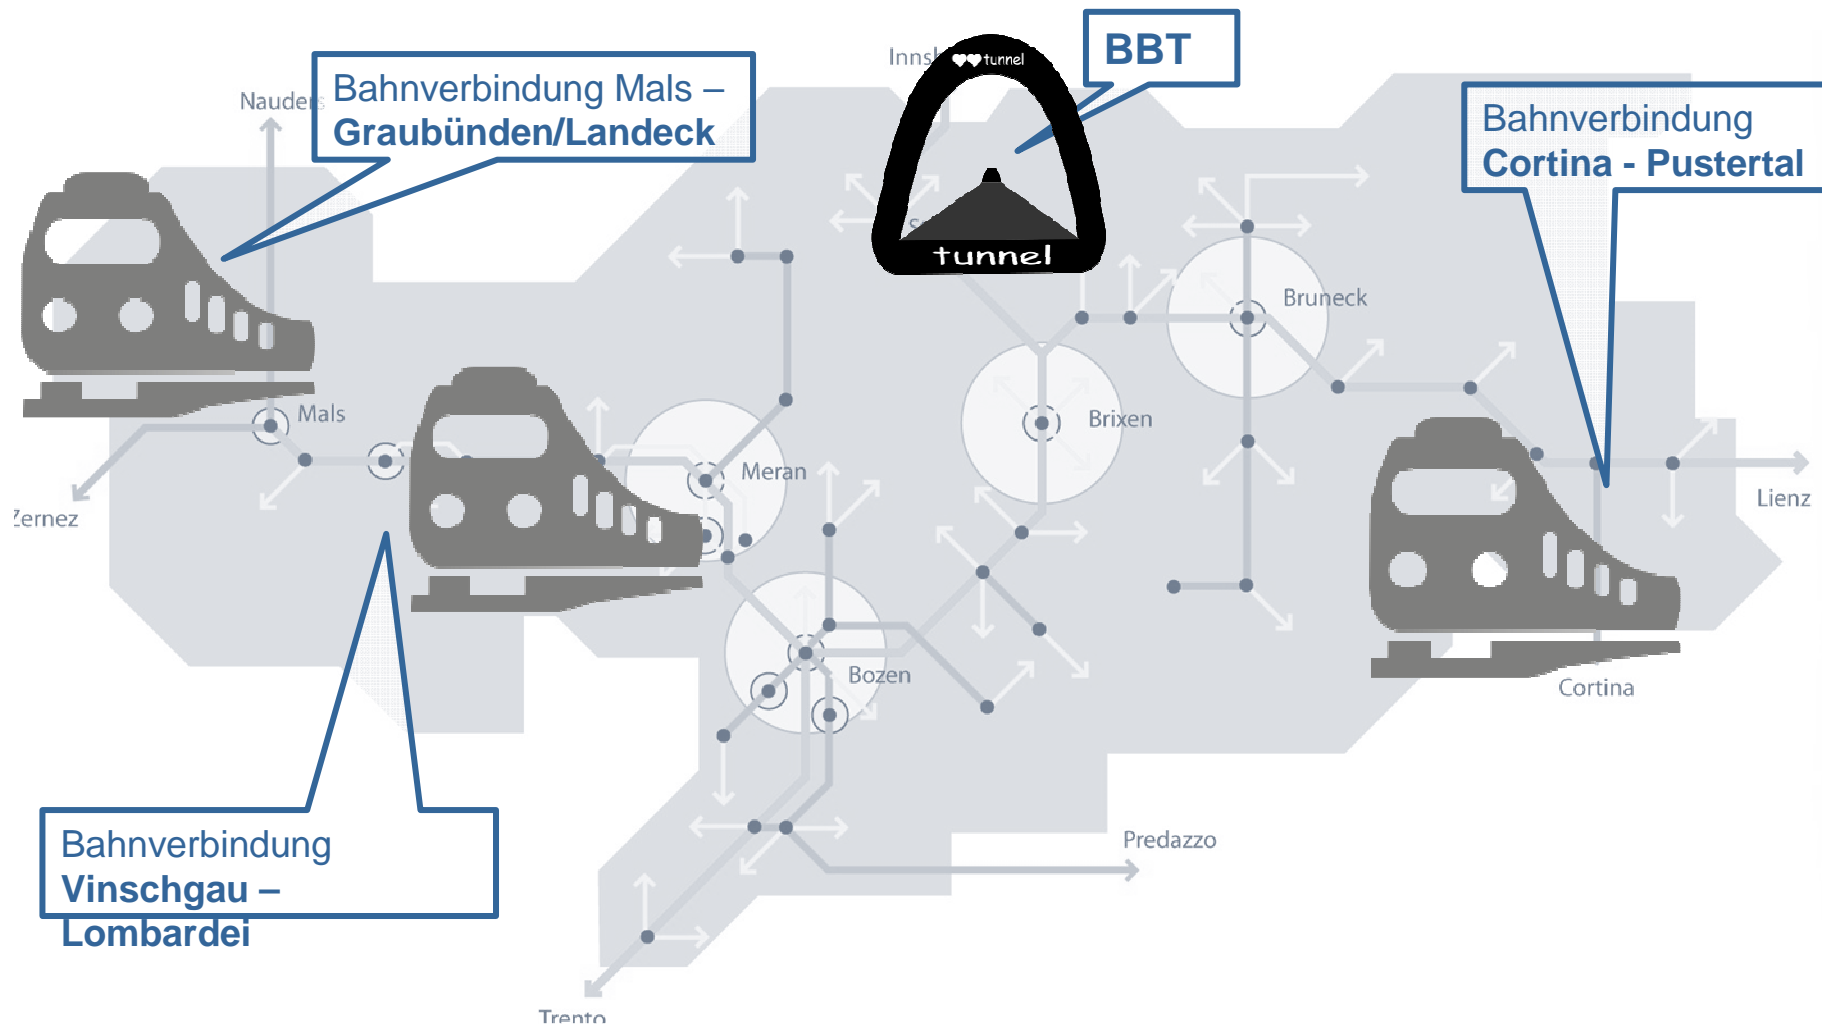 BBT
Bahnverbindung Mals –
Graubünden/Landeck
Bahnverbindung
Cortina - Pustertal
tunnel
tunnel
Mals
Bruneck
Brixen
Meran
Zernez
Lienz
Bozen
Cortina
Bahnverbindung
Vinschgau –
Lombardei
Predazzo
Trento